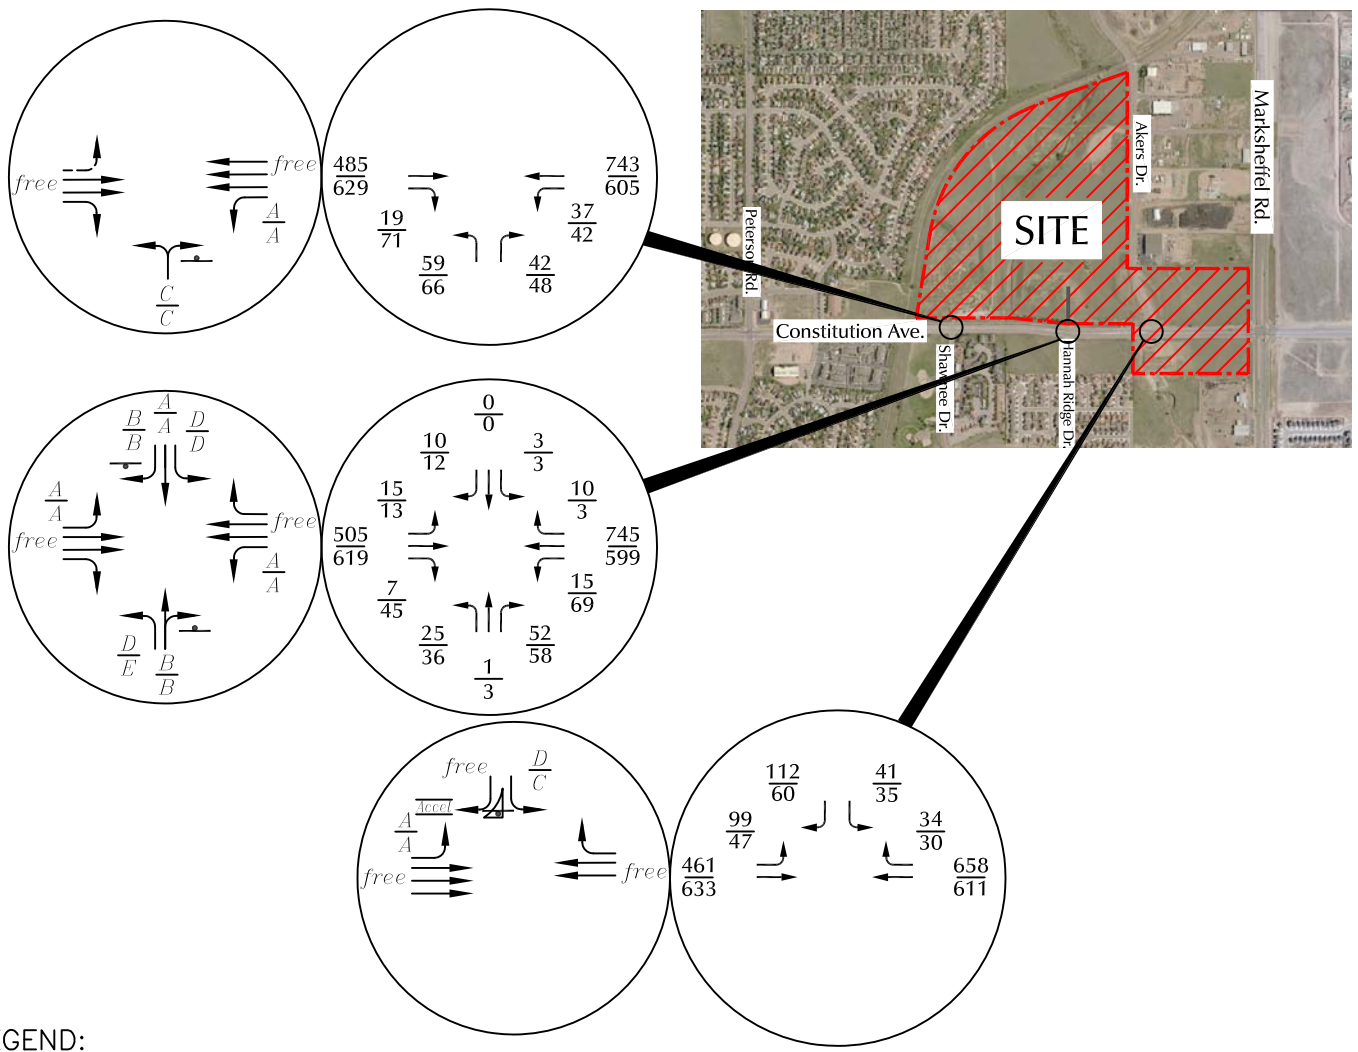 free
free
A
A
C
C
485
629
743
605
19
71
37
42
59
66
42
48
Peterson Rd.
Constitution Ave.
Shawnee Dr.
Hannah Ridge Dr.
SITE
Akers Dr.
Marksheffel Rd.
B
B
A
A
D
D
A
A
free
free
A
A
D
E
B
B
0
0
10
12
3
3
15
13
10
3
505
619
745
599
7
45
15
69
25
36
52
58
1
3
free
D
C
Accel
A
A
free
free
112
60
41
35
99
47
34
30
461
633
658
611
GEND: